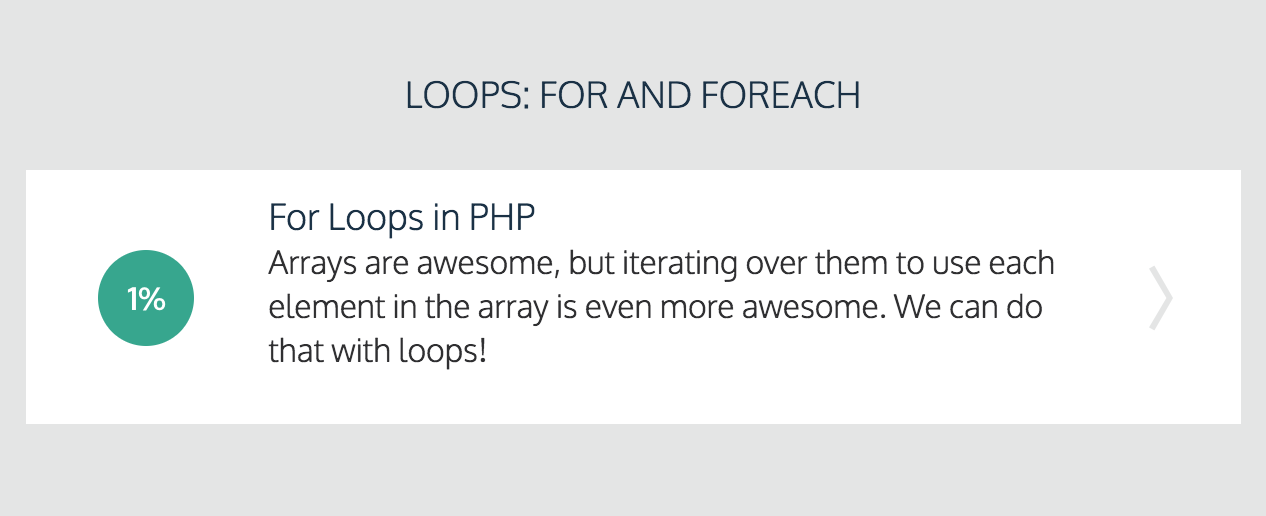 LOOPS: FOR AND FOREACH
For Loops in PHP
Arrays are awesome, but iterating over them to use each
1%
element in the array is even more awesome. We can do
that with loops!